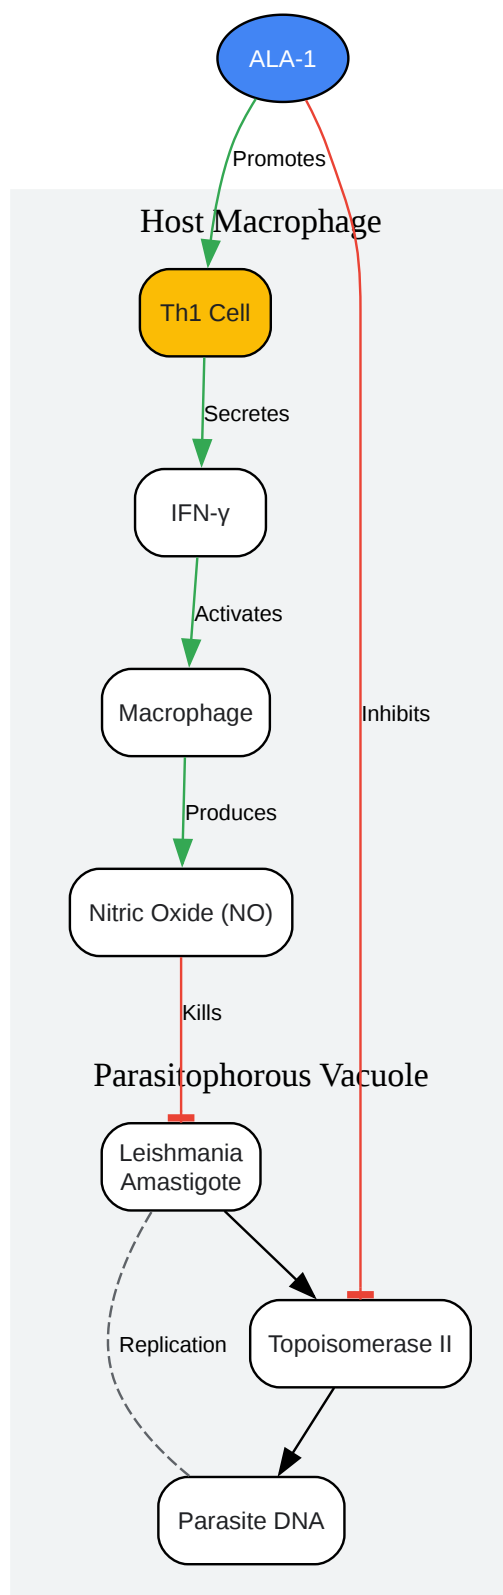 ALA-1
Promotes
Host Macrophage
Th1 Cell
Secretes
IFN-γ
Activates
Macrophage
Inhibits
Produces
Nitric Oxide (NO)
Kills
Parasitophorous Vacuole
Leishmania
Amastigote
Replication
Topoisomerase II
Parasite DNA